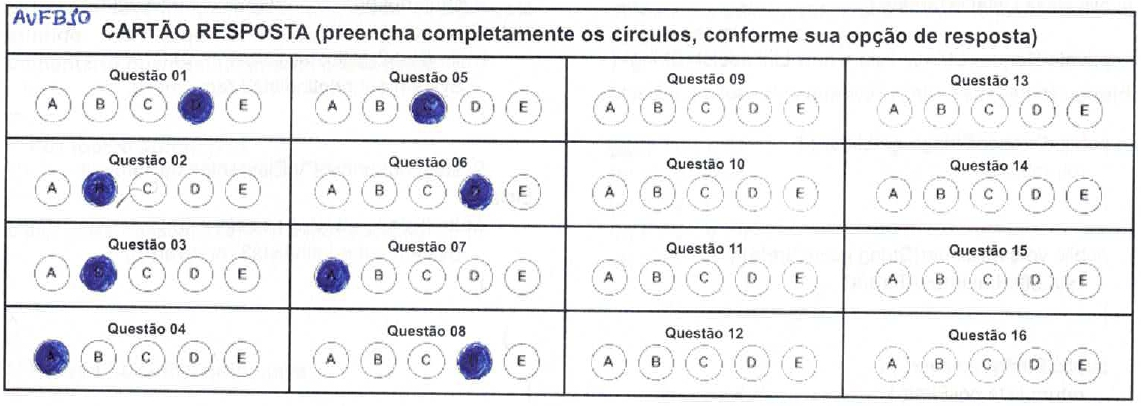 AVFB10
CARTÃO RESPOSTA (preencha completamente os círculos, conforme sua opção de resposta)
Questão 01
A B C D E
Questão 05
A B C D E
Questão 09
A B C D E
Questão 13
A B C D E
Questão 02
A B C D E
Questão 06
A B C D E
Questão 10
A B C D E
Questão 14
A B C D E
Questão 03
A B C D E
Questão 07
A B C D E
Questão 11
A B C D E
Questão 15
A B C D E
Questão 04
A B C D E
Questão 08
A B C D E
Questão 12
A B C D E
Questão 16
A B C D E